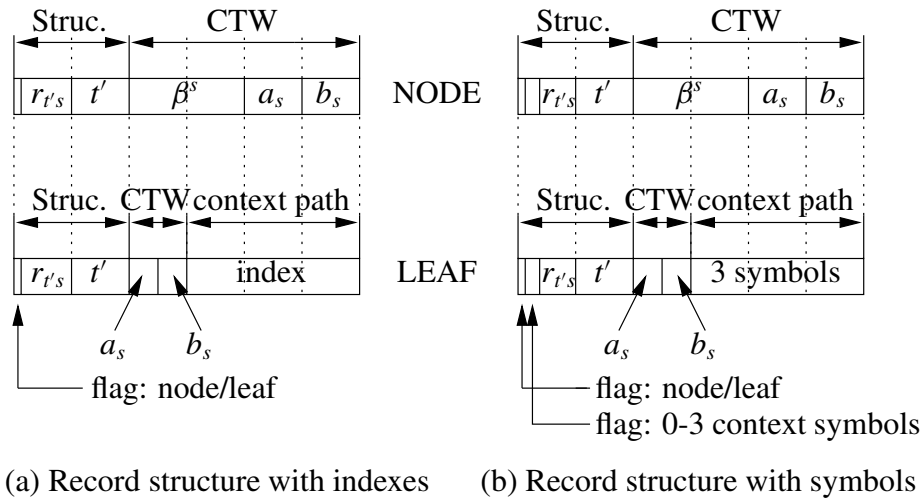 Struc. CTW Struc. CTW
r_{t's} t' β^s a_s b_s NODE r_{t's} t' β^s a_s b_s
Struc. CTW context path Struc. CTW context path
r_{t's} t' index LEAF r_{t's} t' 3 symbols
a_s b_s a_s b_s
flag: node/leaf flag: node/leaf
flag: 0-3 context symbols
(a) Record structure with indexes (b) Record structure with symbols